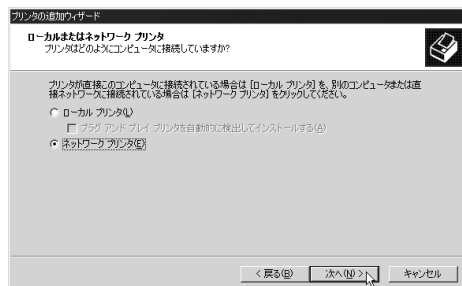 プリンタの追加ウィザード
ローカルまたはネットワーク プリンタ
プリンタはどのようにコンピュータに接続していますか?
プリンタが直接このコンピュータに接続されている場合は [ローカル プリンタ] を、別のコンピュータまたは直
接ネットワークに接続されている場合は [ネットワーク プリンタ] をクリックしてください。
ローカル プリンタ(L)
プラグ アンド プレイ プリンタを自動的に検出してインストールする(A)
ネットワーク プリンタ(E)
< 戻る(B)
次へ(N) >
キャンセル